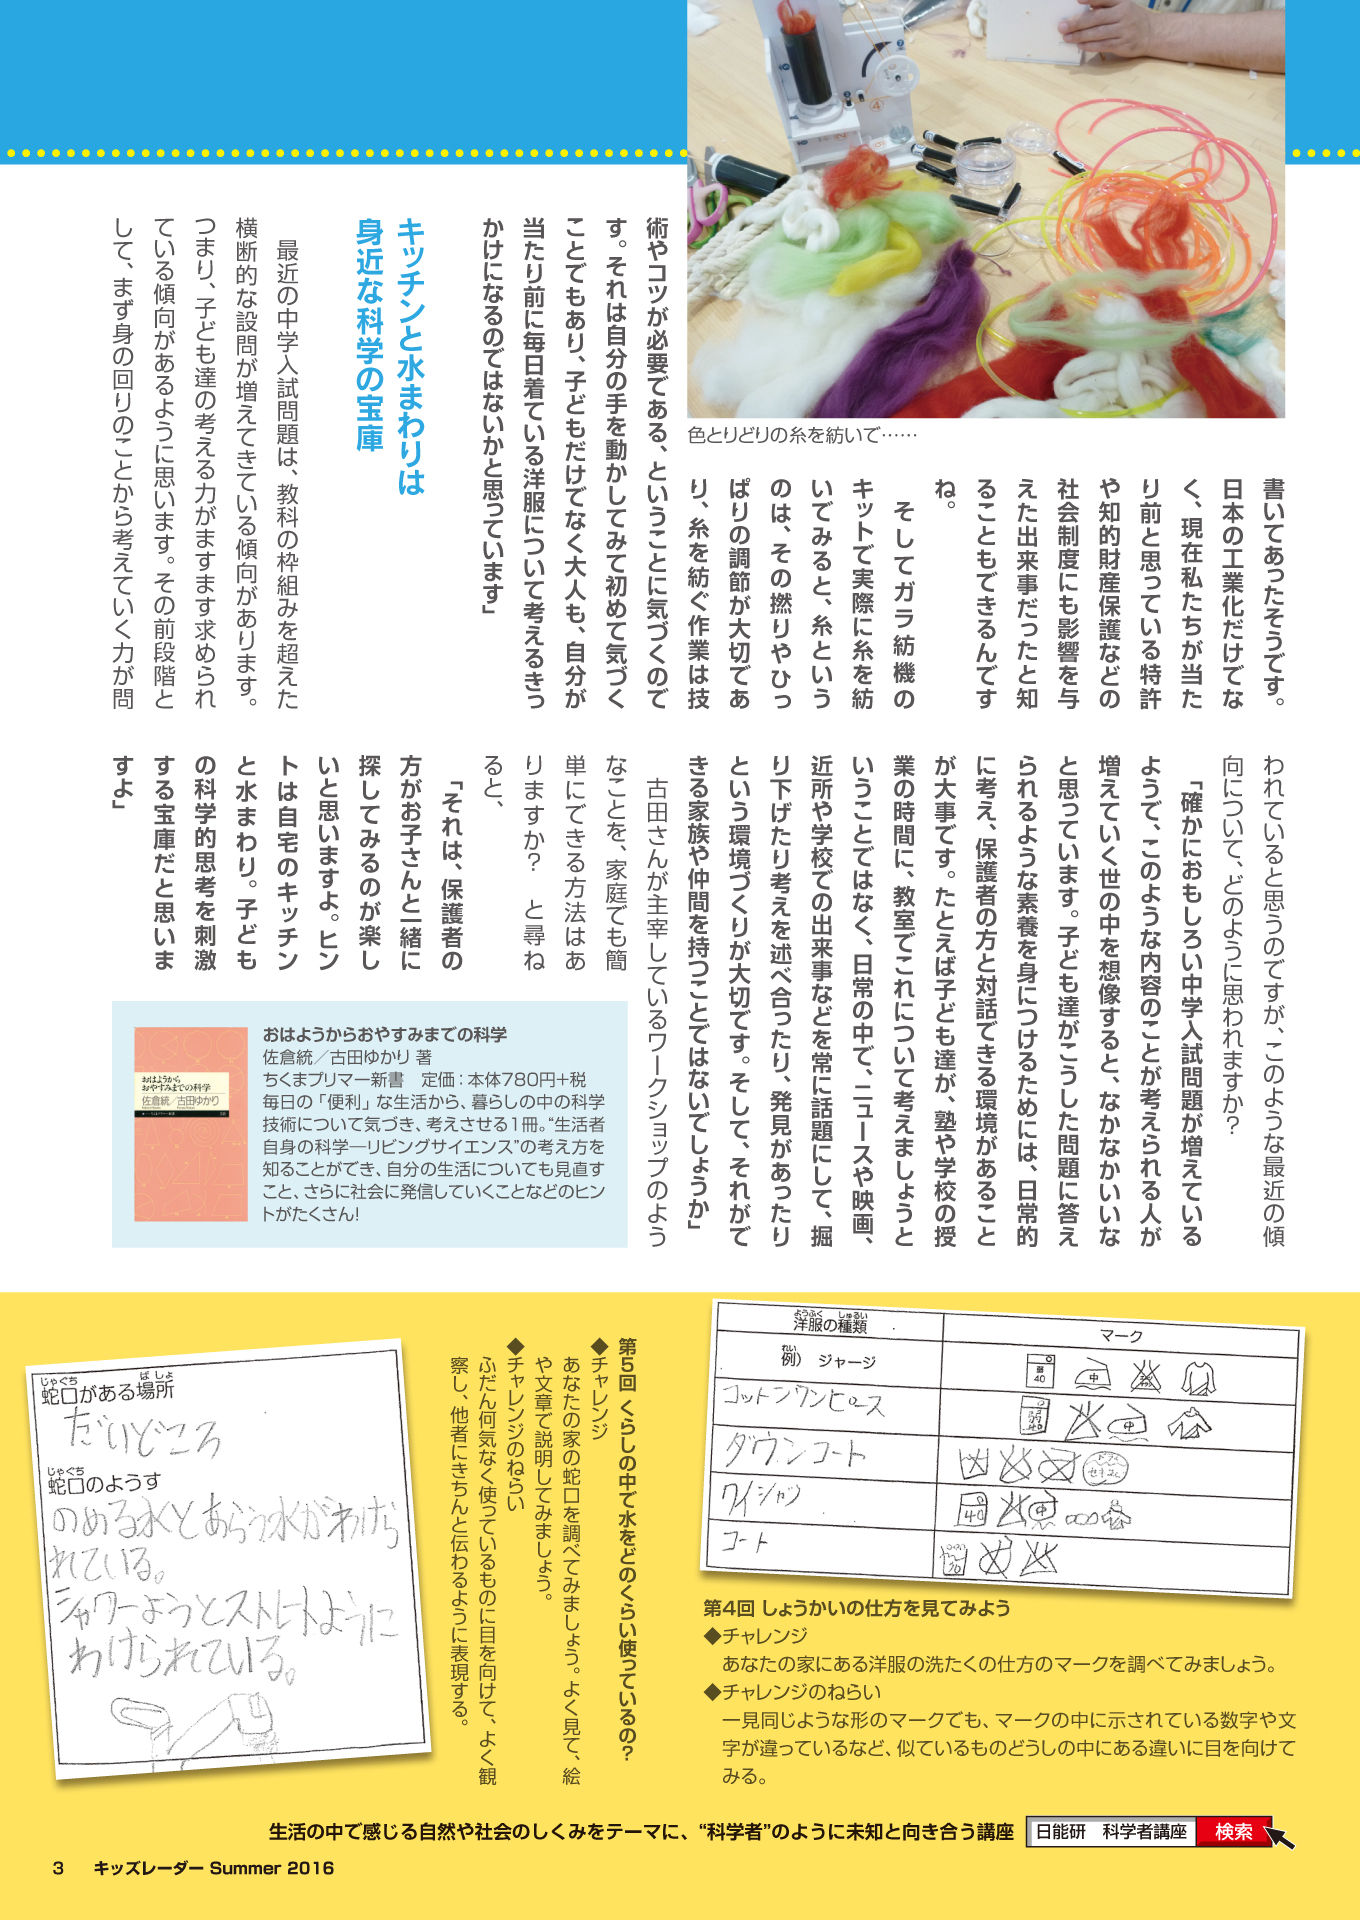 色とりどりの糸を紡いで……
書いてあったそうです。
日本の工業化だけでな
く、現在私たちが当た
り前と思っている特許
や知的財産保護などの
社会制度にも影響を与
えた出来事だったと知
ることもできるんです
ね。
　そしてガラ紡機の
キットで実際に糸を紡
いでみると、糸という
のは、その撚りやひっ
ぱりの調節が大切であ
り、糸を紡ぐ作業は技
術やコツが必要である、ということに気づくので
す。それは自分の手を動かしてみて初めて気づく
ことでもあり、子どもだけでなく大人も、自分が
当たり前に毎日着ている洋服について考えるきっ
かけになるのではないかと思っています」
キッチンと水まわりは
身近な科学の宝庫
　最近の中学入試問題は、教科の枠組みを超えた
横断的な設問が増えてきている傾向があります。
つまり、子ども達の考える力がますます求められ
ている傾向があるように思います。その前段階と
して、まず身の回りのことから考えていく力が問
われていると思うのですが、このような最近の傾
向について、どのように思われますか？
　「確かにおもしろい中学入試問題が増えている
ようで、このような内容のことが考えられる人が
増えていく世の中を想像すると、なかなかいいな
と思っています。子ども達がこうした問題に答え
られるような素養を身につけるためには、日常的
に考え、保護者の方と対話できる環境があること
が大事です。たとえば子ども達が、塾や学校の授
業の時間に、教室でこれについて考えましょうと
いうことではなく、日常の中で、ニュースや映画、
近所や学校での出来事などを常に話題にして、掘
り下げたり考えを述べ合ったり、発見があったり
という環境づくりが大切です。そして、それがで
きる家族や仲間を持つことではないでしょうか」
　古田さんが主宰しているワークショップのよう
なことを、家庭でも簡
単にできる方法はあ
りますか？　と尋ね
ると、
　「それは、保護者の
方がお子さんと一緒に
探してみるのが楽し
いと思いますよ。ヒン
トは自宅のキッチン
と水まわり。子ども
の科学的思考を刺激
する宝庫だと思いま
すよ」
おはようから
おやすみまでの科学
佐倉統／古田ゆかり
おはようからおやすみまでの科学
佐倉統／古田ゆかり 著
ちくまプリマー新書　定価：本体780円+税
毎日の「便利」な生活から、暮らしの中の科学
技術について気づき、考えさせる1冊。“生活者
自身の科学―リビングサイエンス”の考え方を
知ることができ、自分の生活についても見直す
こと、さらに社会に発信していくことなどのヒン
トがたくさん!
ようふく　しゅるい
洋服の種類
マーク
れい
例）　ジャージ
弱
40
中
コットンワンピース
中
ダウンコート
ドライ
セキユ系
ワイシャツ
40
中
コート
30
第4回 しょうかいの仕方を見てみよう
◆チャレンジ
あなたの家にある洋服の洗たくの仕方のマークを調べてみましょう。
◆チャレンジのねらい
一見同じような形のマークでも、マークの中に示されている数字や文
字が違っているなど、似ているものどうしの中にある違いに目を向けて
みる。
第5回 くらしの中で水をどのくらい使っているの？
◆チャレンジ
あなたの家の蛇口を調べてみましょう。よく見て、絵
や文章で説明してみましょう。
◆チャレンジのねらい
ふだん何気なく使っているものに目を向けて、よく観
察し、他者にきちんと伝わるように表現する。
じゃぐち　ばしょ
蛇口がある場所
だいどころ
じゃぐち
蛇口のようす
のめる水とあらう水がわけら
れている。
シャワーようとストレートように
わけられている。
生活の中で感じる自然や社会のしくみをテーマに、“科学者”のように未知と向き合う講座
日能研　科学者講座
検索
3　キッズレーダー Summer 2016